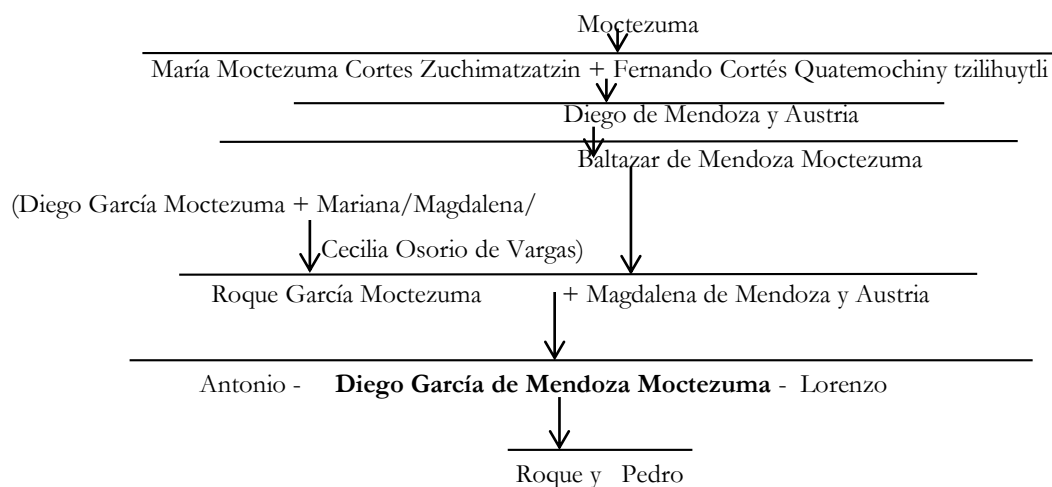 Moctezuma
María Moctezuma Cortes Zuchimatzatzin + Fernando Cortés Quatemochiny tzilihuytli
Diego de Mendoza y Austria
Baltazar de Mendoza Moctezuma
(Diego García Moctezuma + Mariana/Magdalena/
Cecilia Osorio de Vargas)
Roque García Moctezuma + Magdalena de Mendoza y Austria
Antonio - Diego García de Mendoza Moctezuma - Lorenzo
Roque y Pedro